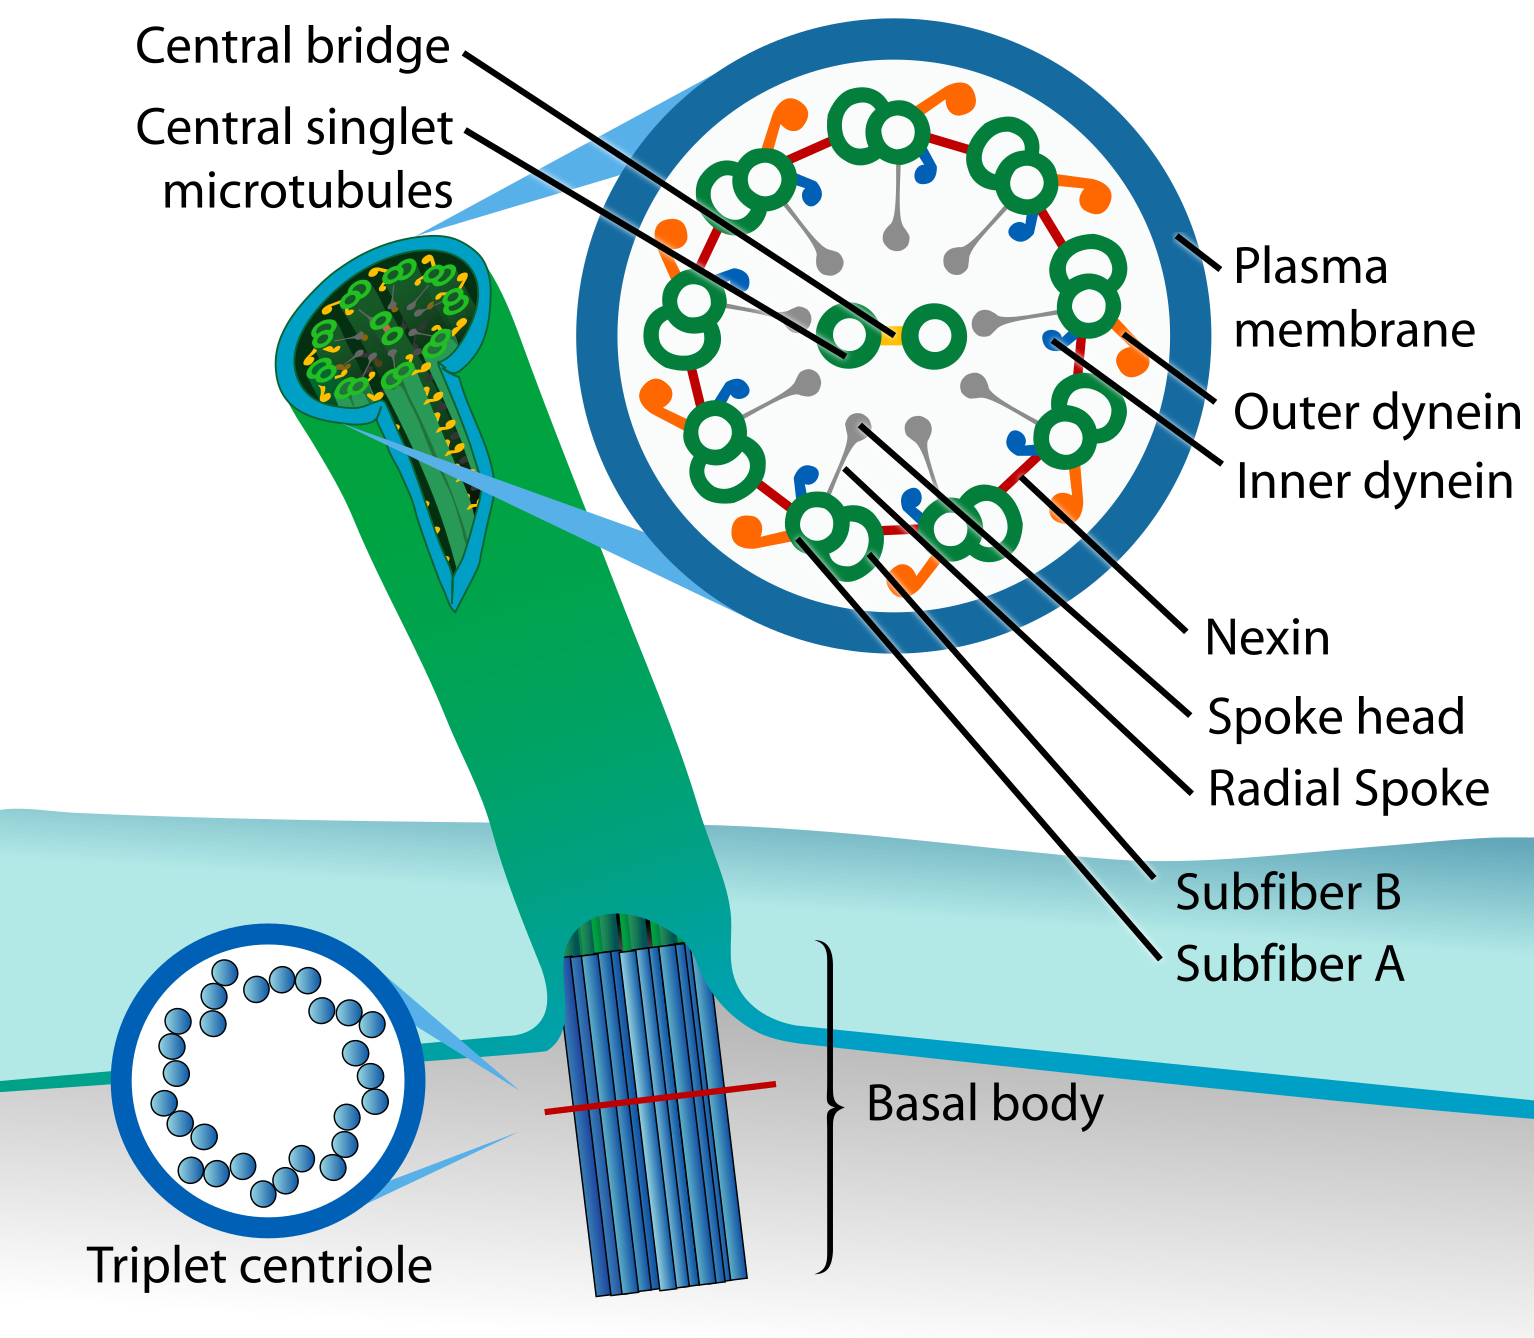 Central bridge
Central singlet
microtubules
Plasma
membrane
Outer dynein
Inner dynein
Nexin
Spoke head
Radial Spoke
Subfiber B
Subfiber A
Basal body
Triplet centriole